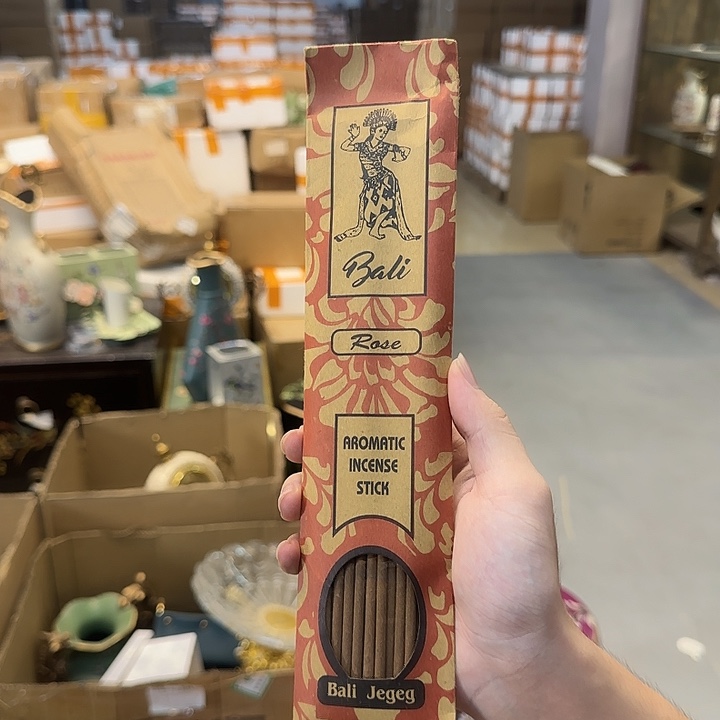 Bali
Rose
AROMATIC
INCENSE
STICK
Bali Jegeg